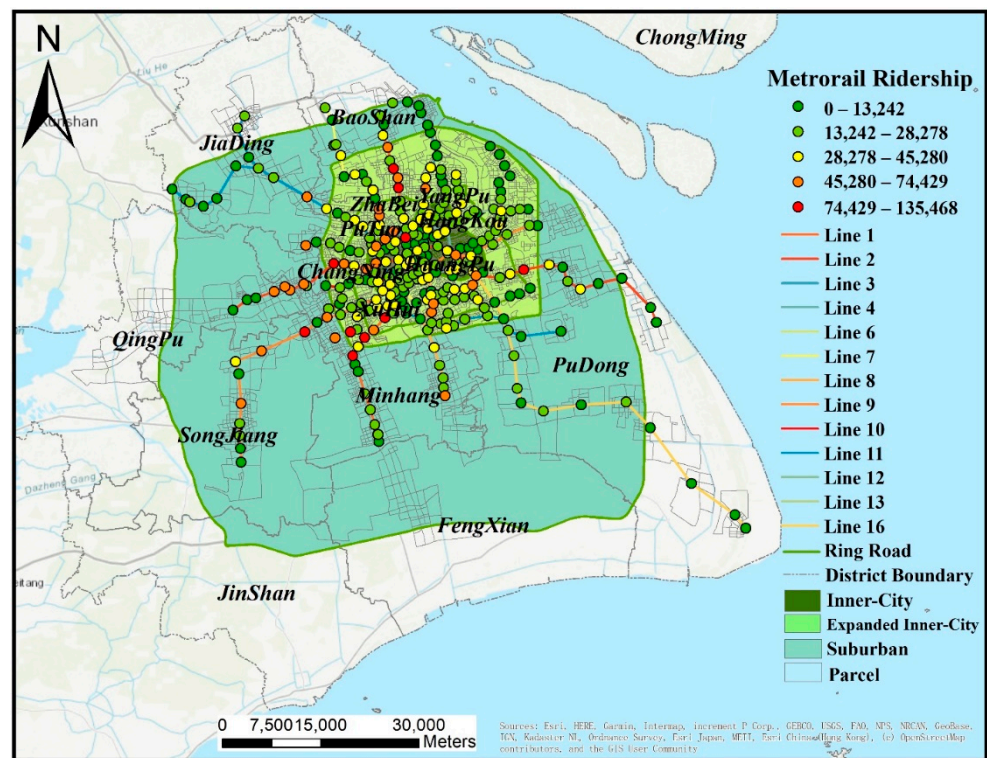 N
ChongMing
Liu He
Kunshan
BaoShan
JiaDing
YangPu
ZhaBei
HongKou
PuTuo
ChangNing
HuangPu
XuHui
QingPu
PuDong
Minhang
SongJiang
Dazheng Gang
FengXian
JinShan
Metrorail Ridership
0 – 13,242
13,242 – 28,278
28,278 – 45,280
45,280 – 74,429
74,429 – 135,468
Line 1
Line 2
Line 3
Line 4
Line 6
Line 7
Line 8
Line 9
Line 10
Line 11
Line 12
Line 13
Line 16
Ring Road
District Boundary
Inner-City
Expanded Inner-City
Suburban
Parcel
0 7,500 15,000 30,000
Meters
Sources: Esri, HERE, Garmin, Intermap, increment P Corp., GEBCO, USGS, FAO, NPS, NRCAN, GeoBase,
IGN, Kadaster NL, Ordnance Survey, Esri Japan, METI, Esri China (Hong Kong), (c) OpenStreetMap
contributors, and the GIS User Community